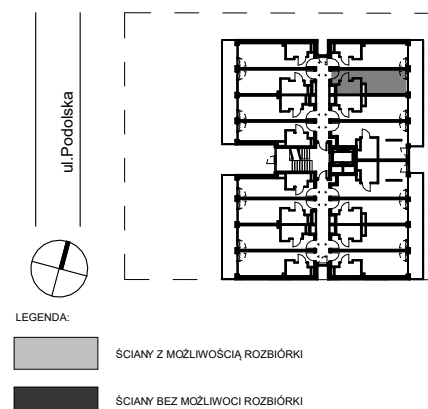 ul.Podolska
LEGENDA:
ŚCIANY Z MOŻLIWOŚCIĄ ROZBIÓRKI
ŚCIANY BEZ MOŻLIWOCI ROZBIÓRKI